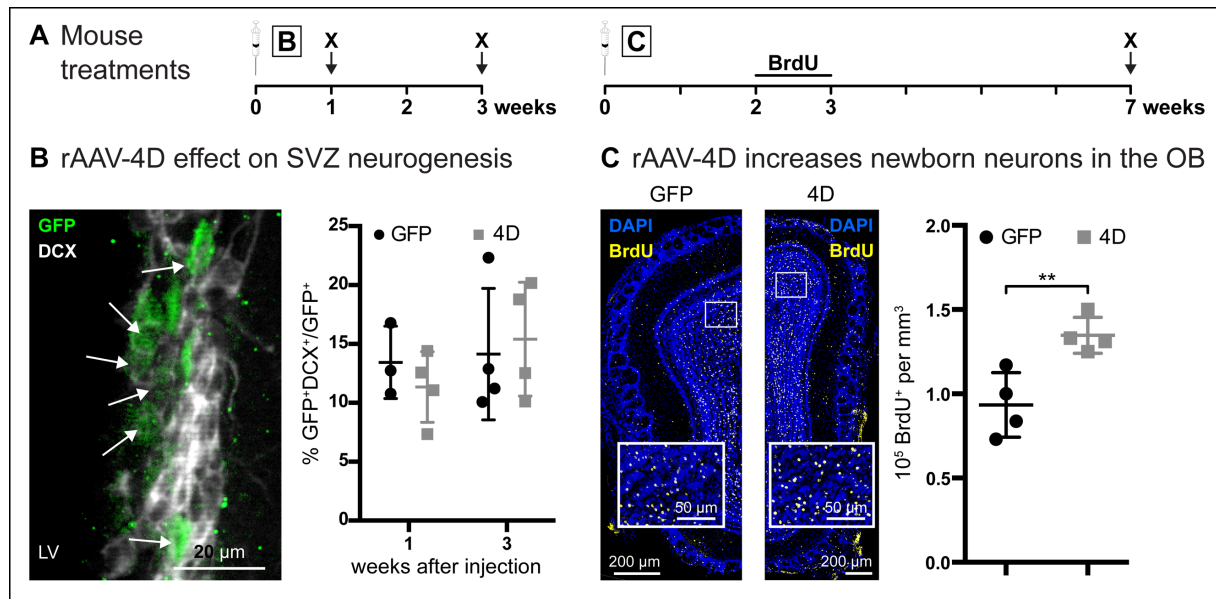 A Mouse treatments
B
X
X
0 1 2 3 weeks
C
BrdU
X
0 2 3 7 weeks
B rAAV-4D effect on SVZ neurogenesis
GFP
DCX
LV
20 µm
GFP 4D
% GFP⁺DCX⁺/GFP⁺
25
20
15
10
15
0
1 3
weeks after injection
C rAAV-4D increases newborn neurons in the OB
GFP
DAPI
BrdU
50 µm
200 µm
4D
DAPI
BrdU
50 µm
200 µm
GFP 4D
**
10⁵ BrdU⁺ per mm³
2.0
1.5
1.0
0.5
0.0